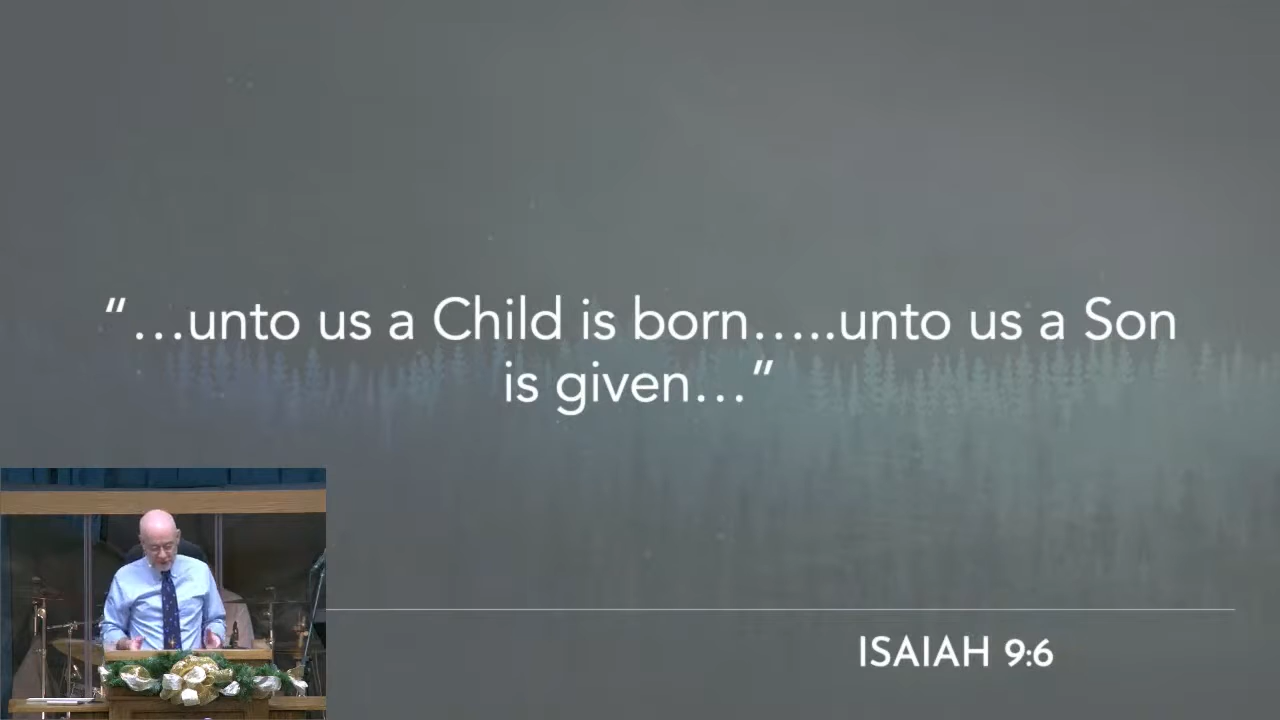 “…unto us a Child is born…..unto us a Son
is given…”
ISAIAH 9:6